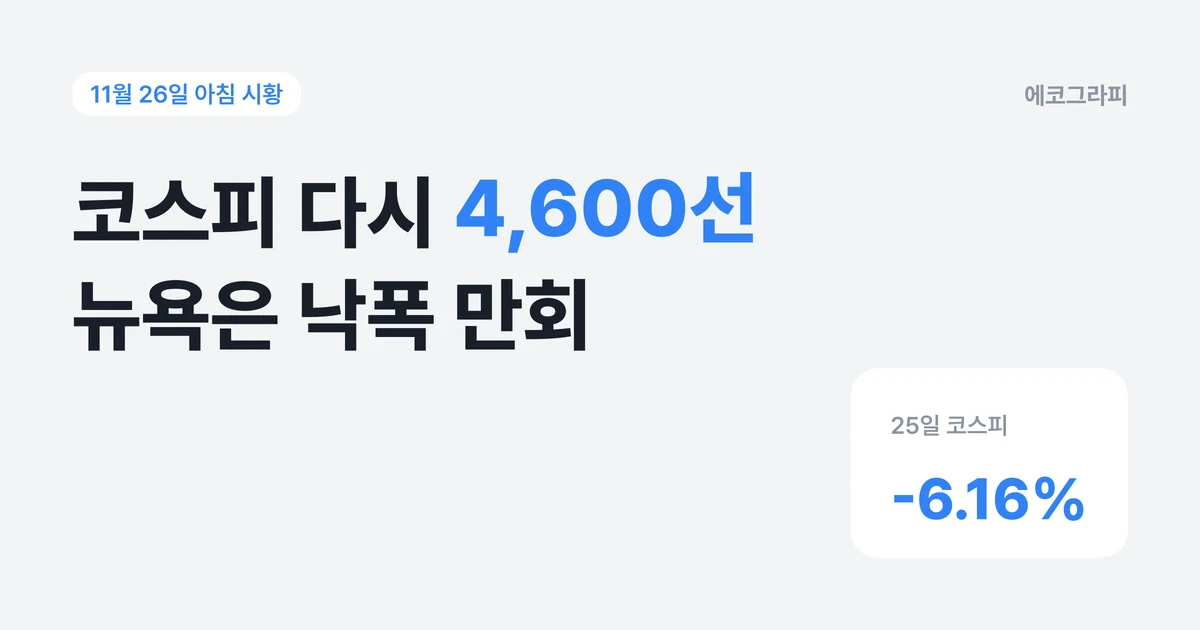 11월 26일 아침 시황
에코그라피
코스피 다시 4,600선
뉴욕은 낙폭 만회
25일 코스피
-6.16%